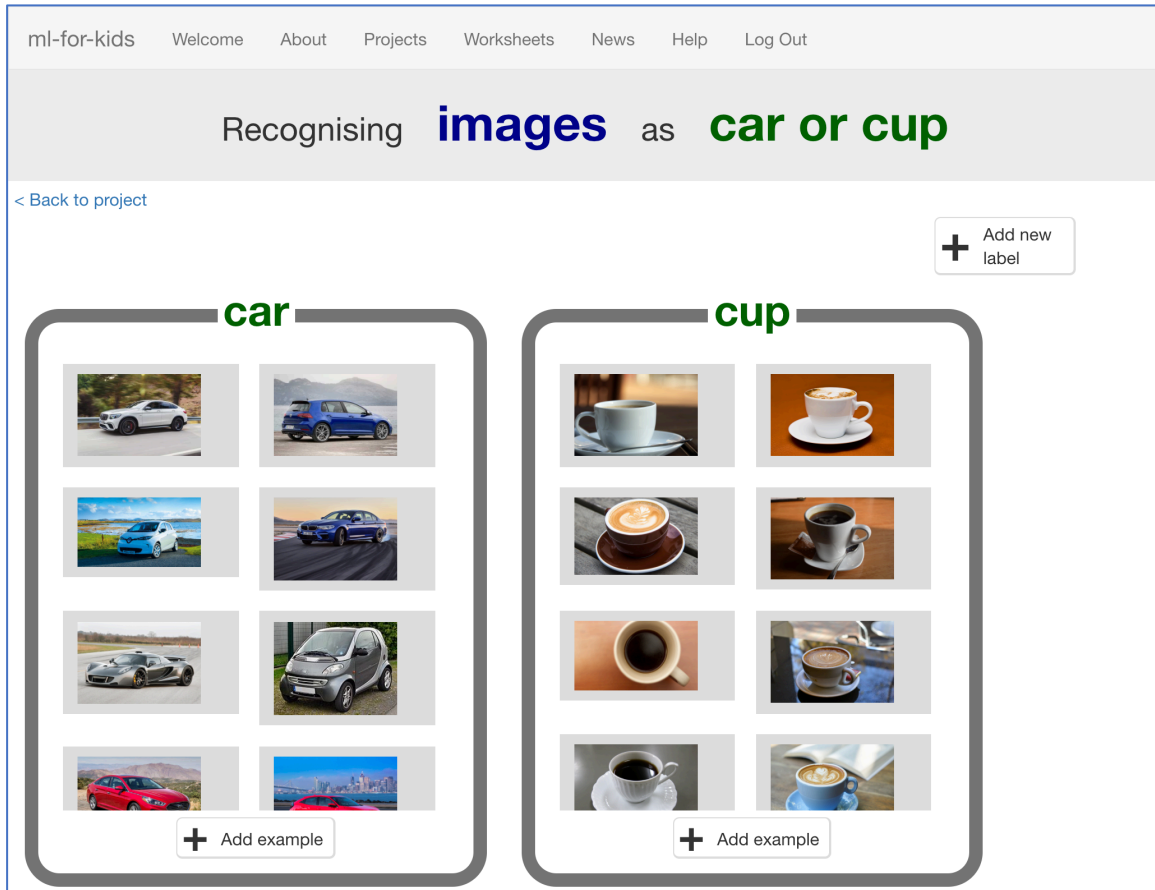 ml-for-kids Welcome About Projects Worksheets News Help Log Out
Recognising images as car or cup
< Back to project
Add new
label
car
cup
Add example
Add example